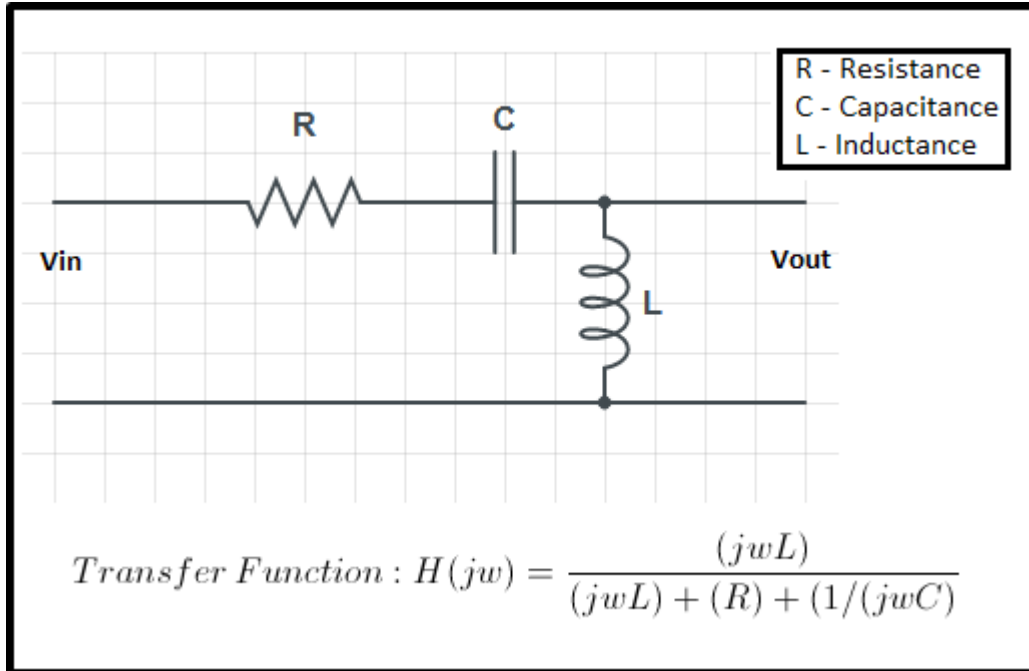 R - Resistance
C - Capacitance
L - Inductance
R
C
Vin
Vout
L
Transfer Function : H(jw) = (jwL) / (jwL) + (R) + (1/(jwC)